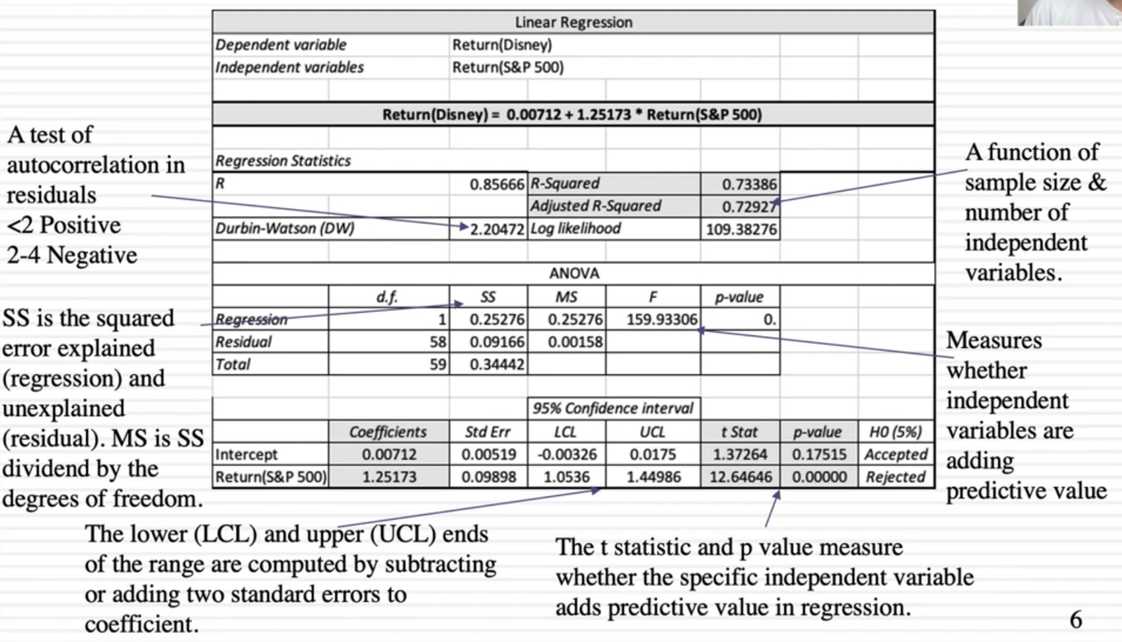 Linear Regression
Dependent variable Return(Disney)
Independent variables Return(S&P 500)
Return(Disney) = 0.00712 + 1.25173 * Return(S&P 500)
Regression Statistics
R 0.85666 R-Squared 0.73386
Adjusted R-Squared 0.72927
Durbin-Watson (DW) 2.20472 Log likelihood 109.38276
ANOVA
d.f. SS MS F p-value
Regression 1 0.25276 0.25276 159.93306 0.
Residual 58 0.09166 0.00158
Total 59 0.34442
95% Confidence interval
Coefficients Std Err LCL UCL t Stat p-value H0 (5%)
Intercept 0.00712 0.00519 -0.00326 0.0175 1.37264 0.17515 Accepted
Return(S&P 500) 1.25173 0.09898 1.0536 1.44986 12.64646 0.00000 Rejected
A test of
autocorrelation in
residuals
<2 Positive
2-4 Negative
SS is the squared
error explained
(regression) and
unexplained
(residual). MS is SS
dividend by the
degrees of freedom.
A function of
sample size &
number of
independent
variables.
Measures
whether
independent
variables are
adding
predictive value
The lower (LCL) and upper (UCL) ends
of the range are computed by subtracting
or adding two standard errors to
coefficient.
The t statistic and p value measure
whether the specific independent variable
adds predictive value in regression.
6